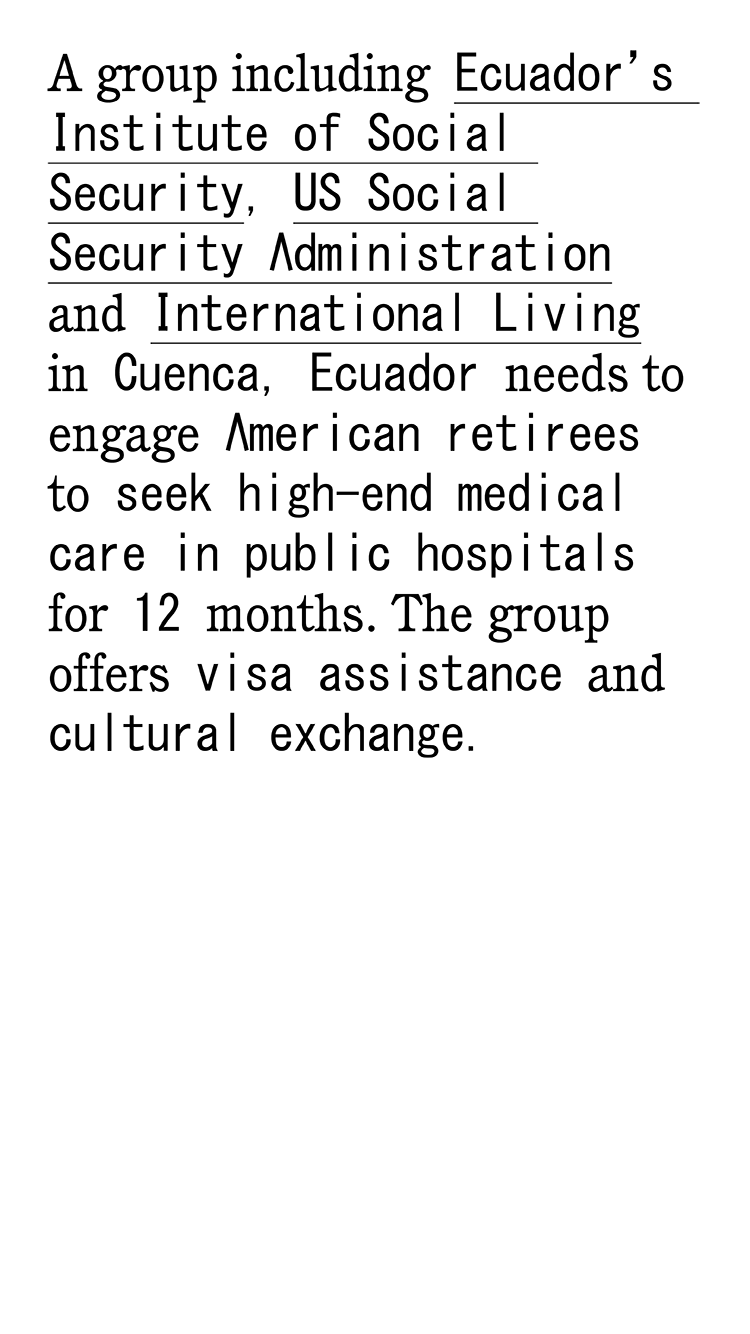 A group including Ecuador’s
Institute of Social
Security, US Social
Security Administration
and International Living
in Cuenca, Ecuador needs to
engage American retirees
to seek high-end medical
care in public hospitals
for 12 months. The group
offers visa assistance and
cultural exchange.